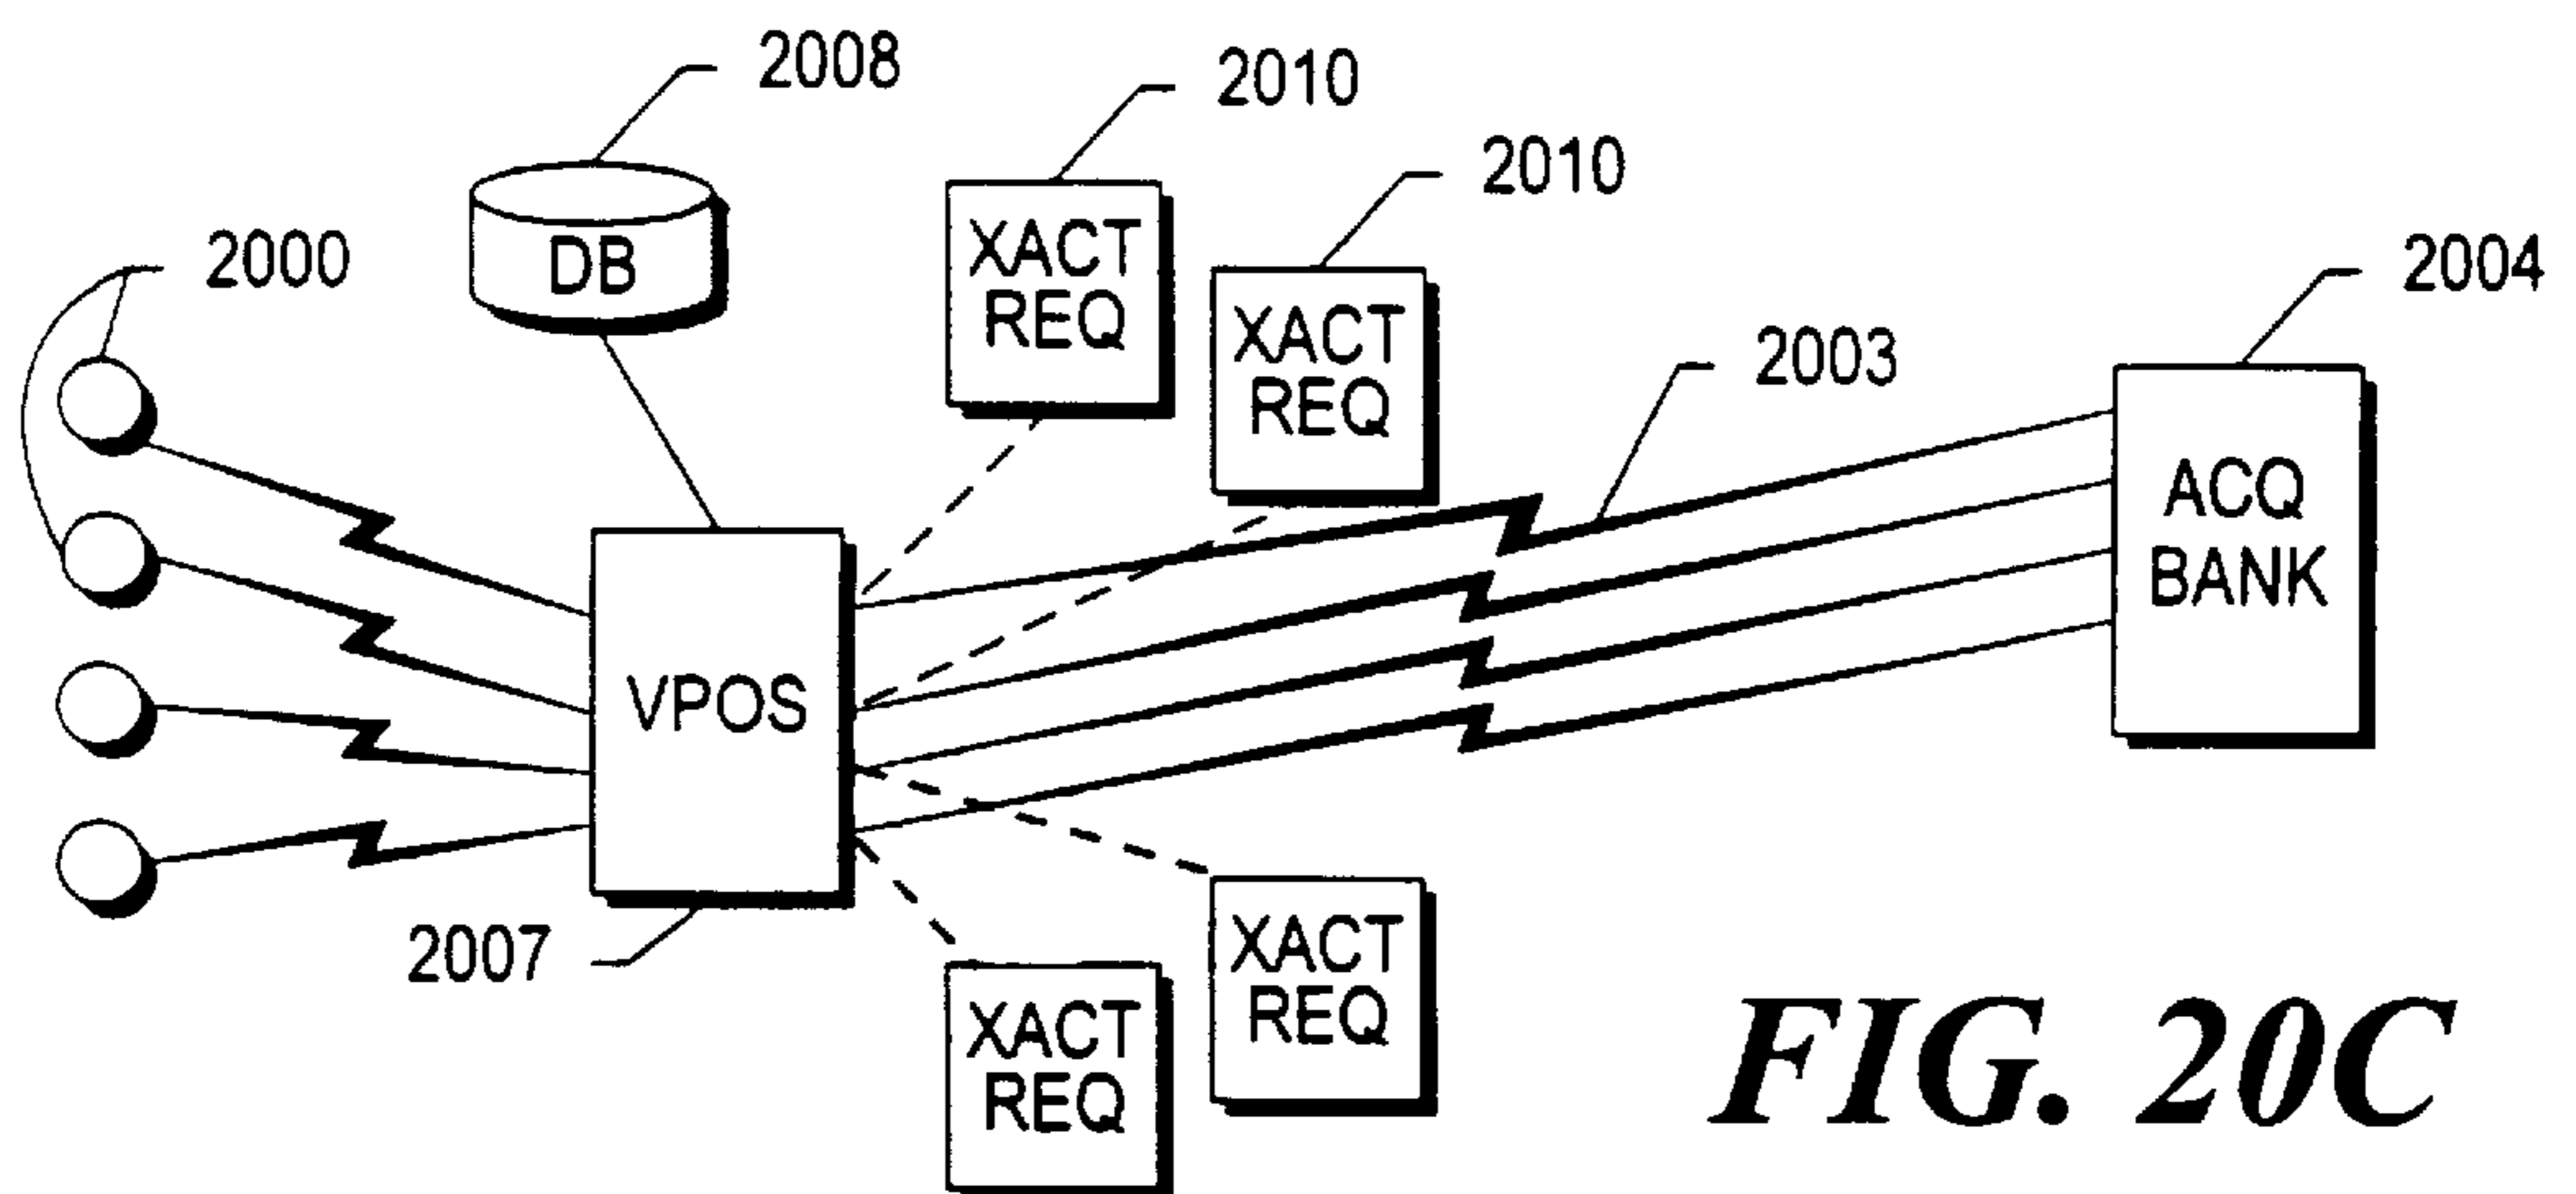 2008
2010
2010
2000
DB
XACT
REQ
XACT
REQ
2003
2004
ACQ
BANK
VPOS
2007
XACT
REQ
XACT
REQ
FIG. 20C